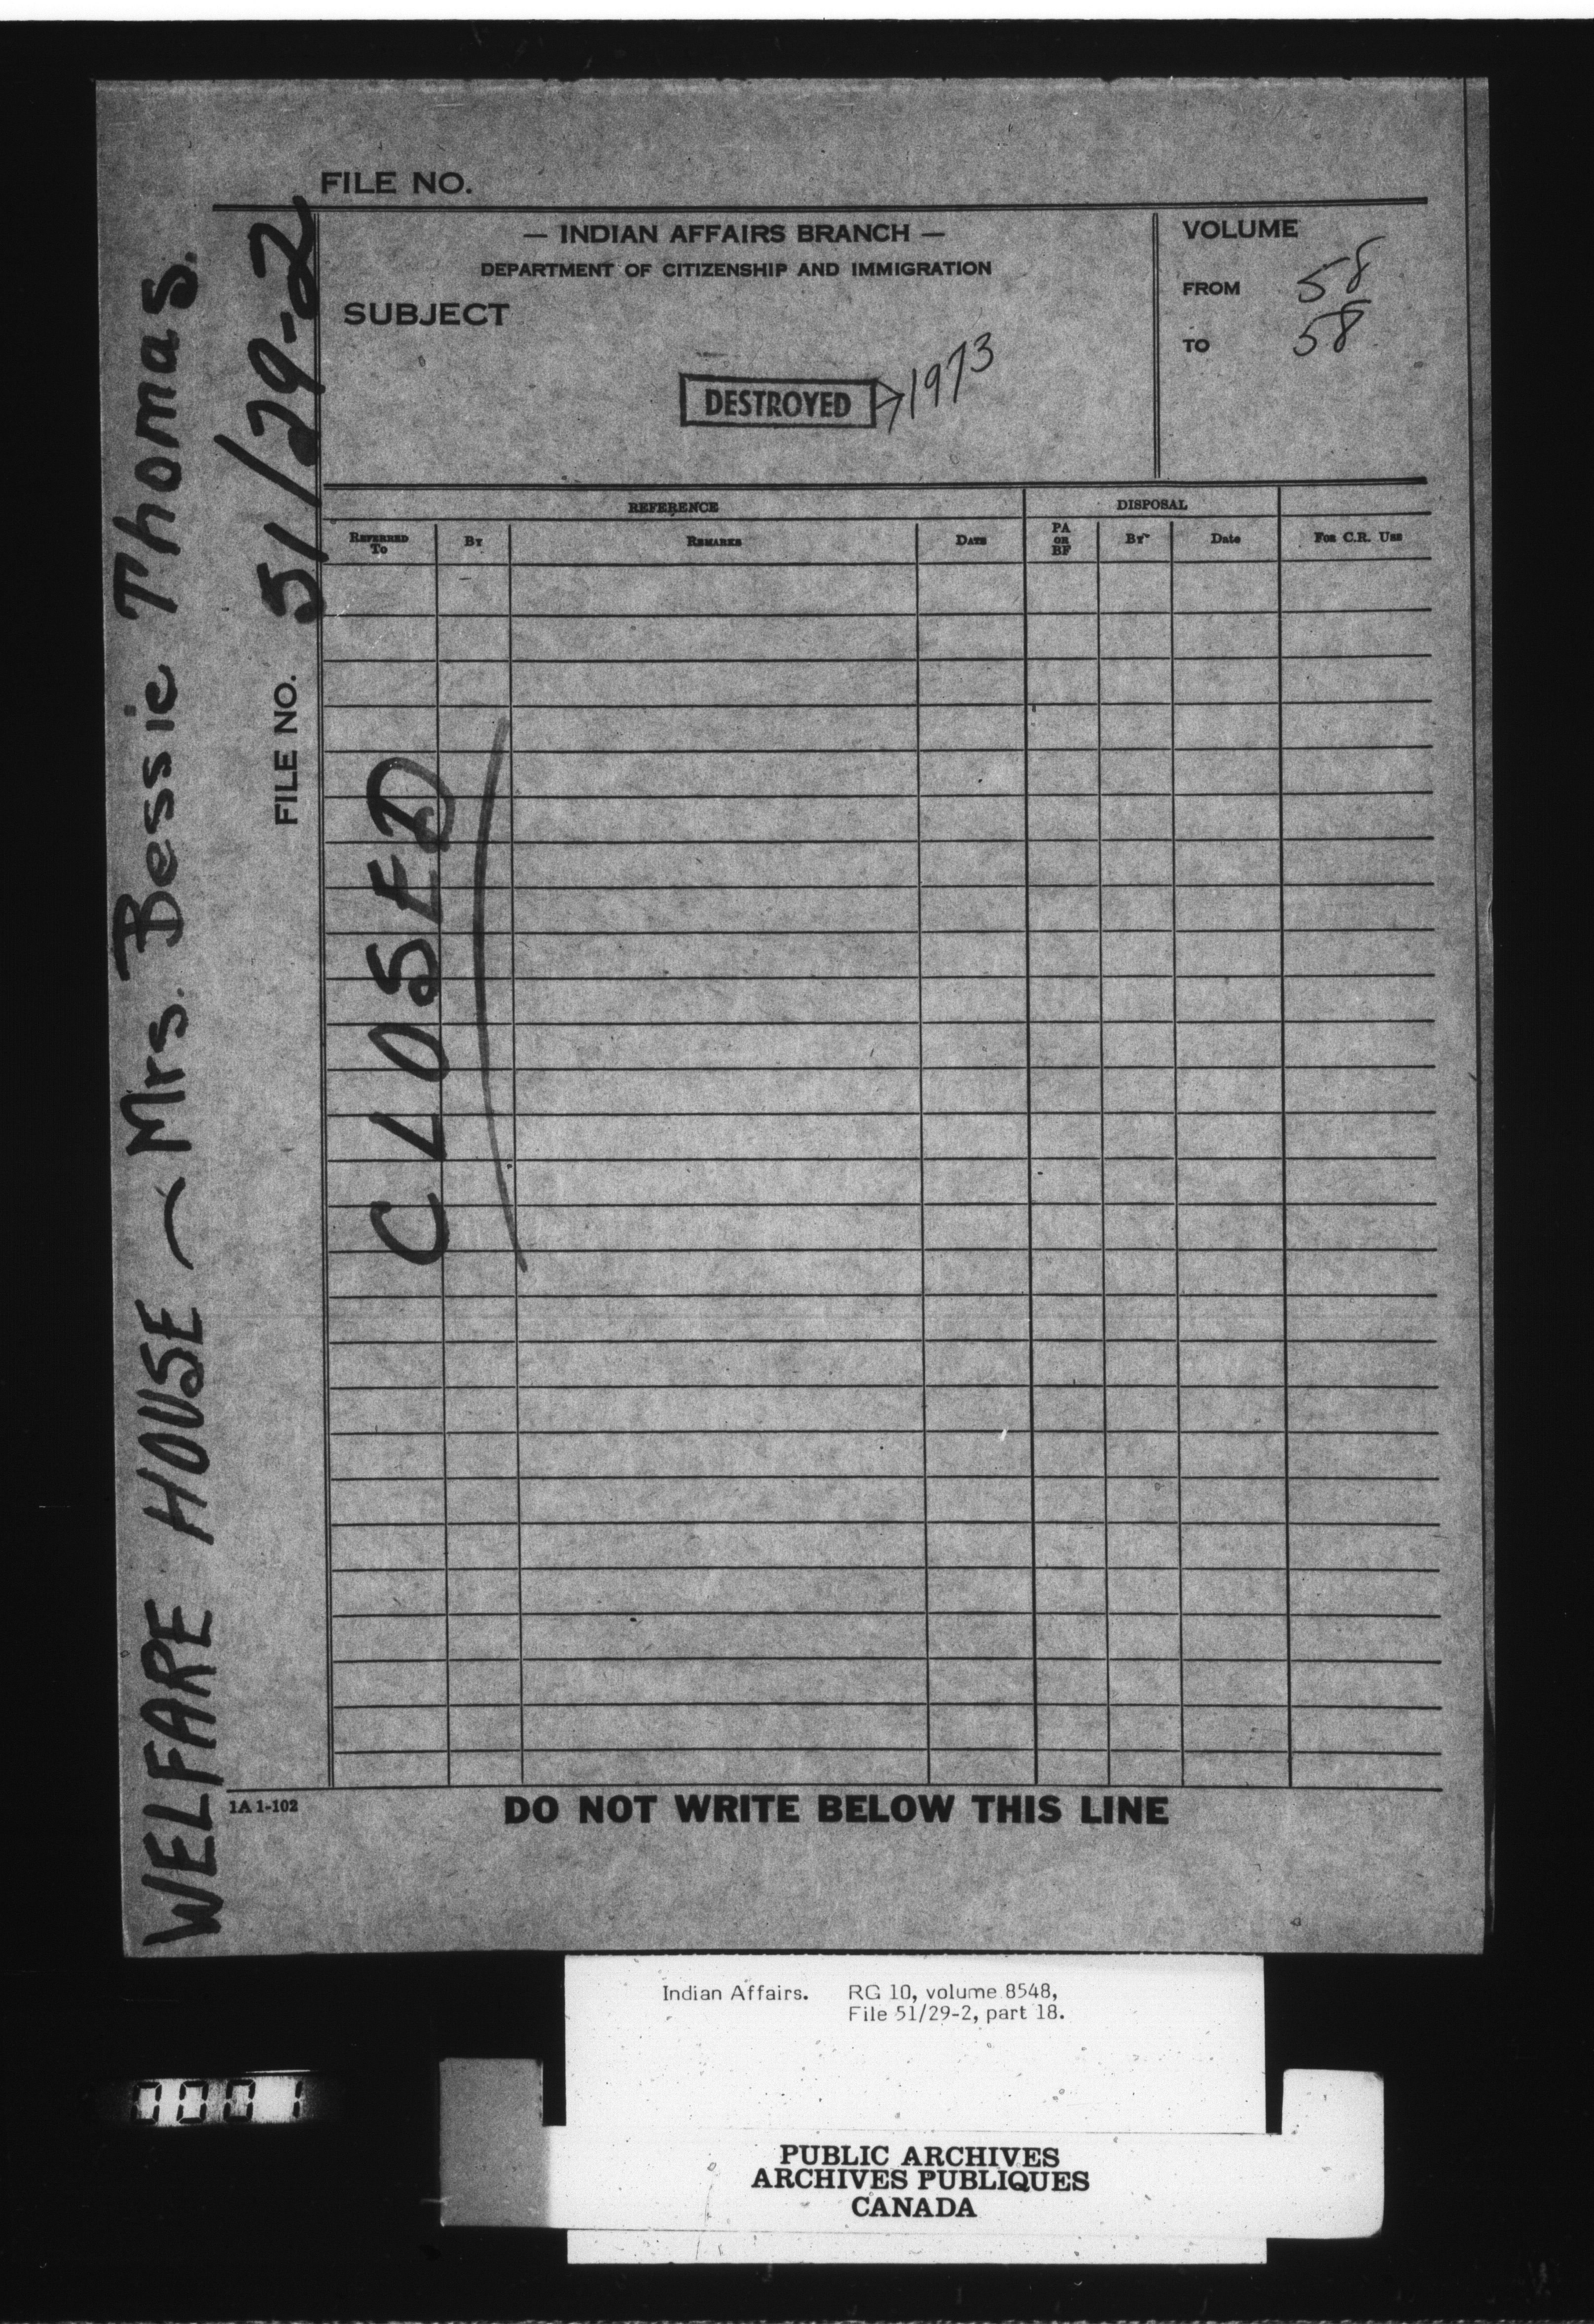 FILE NO.
— INDIAN AFFAIRS BRANCH —
DEPARTMENT OF CITIZENSHIP AND IMMIGRATION
SUBJECT
DESTROYED 1973
VOLUME
FROM 58
TO 58
WELFARE HOUSE — Mrs. Bessie Thomas.
FILE NO. 51/29-2
REFERENCE DISPOSAL
REFERRED TO BY REMARKS DATE PA OR BF BY Date FOR C.R. USE
CLOSED
1A 1-102
DO NOT WRITE BELOW THIS LINE
Indian Affairs. RG 10, volume 8548,
File 51/29-2, part 18.
0001
PUBLIC ARCHIVES
ARCHIVES PUBLIQUES
CANADA